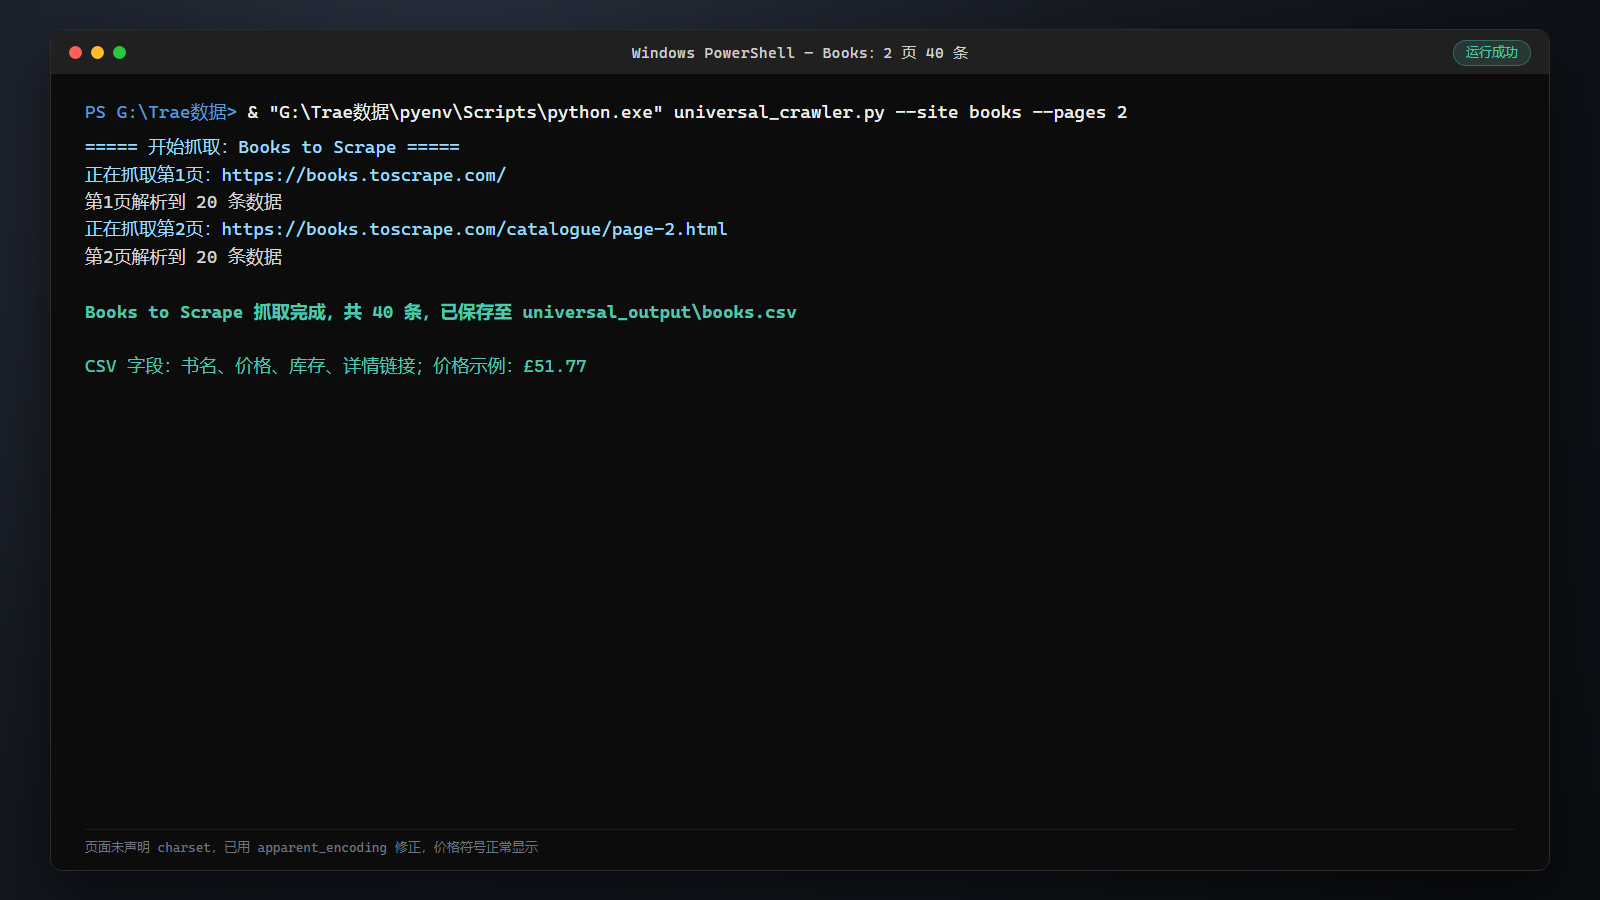 Windows PowerShell — Books: 2 页 40 条
运行成功
PS G:\Trae数据> & "G:\Trae数据\pyenv\Scripts\python.exe" universal_crawler.py --site books --pages 2
===== 开始抓取：Books to Scrape =====
正在抓取第1页：https://books.toscrape.com/
第1页解析到 20 条数据
正在抓取第2页：https://books.toscrape.com/catalogue/page-2.html
第2页解析到 20 条数据
Books to Scrape 抓取完成，共 40 条，已保存至 universal_output\books.csv
CSV 字段：书名、价格、库存、详情链接；价格示例：£51.77
页面未声明 charset，已用 apparent_encoding 修正，价格符号正常显示